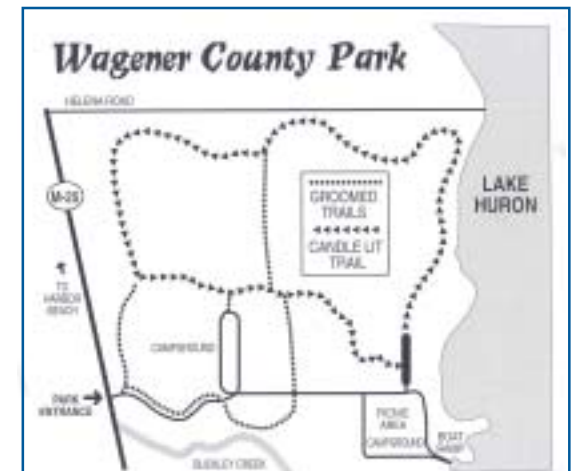 Wagener County Park
HELENA ROAD
M-25
LAKE
HURON
GROOMED
TRAILS
CANDLE LIT
TRAIL
TO
HARBOR
BEACH
CAMPGROUND
PARK
ENTRANCE
PICNIC
AREA
CAMPGROUND
BOAT
RAMP
BUCKLEY CREEK